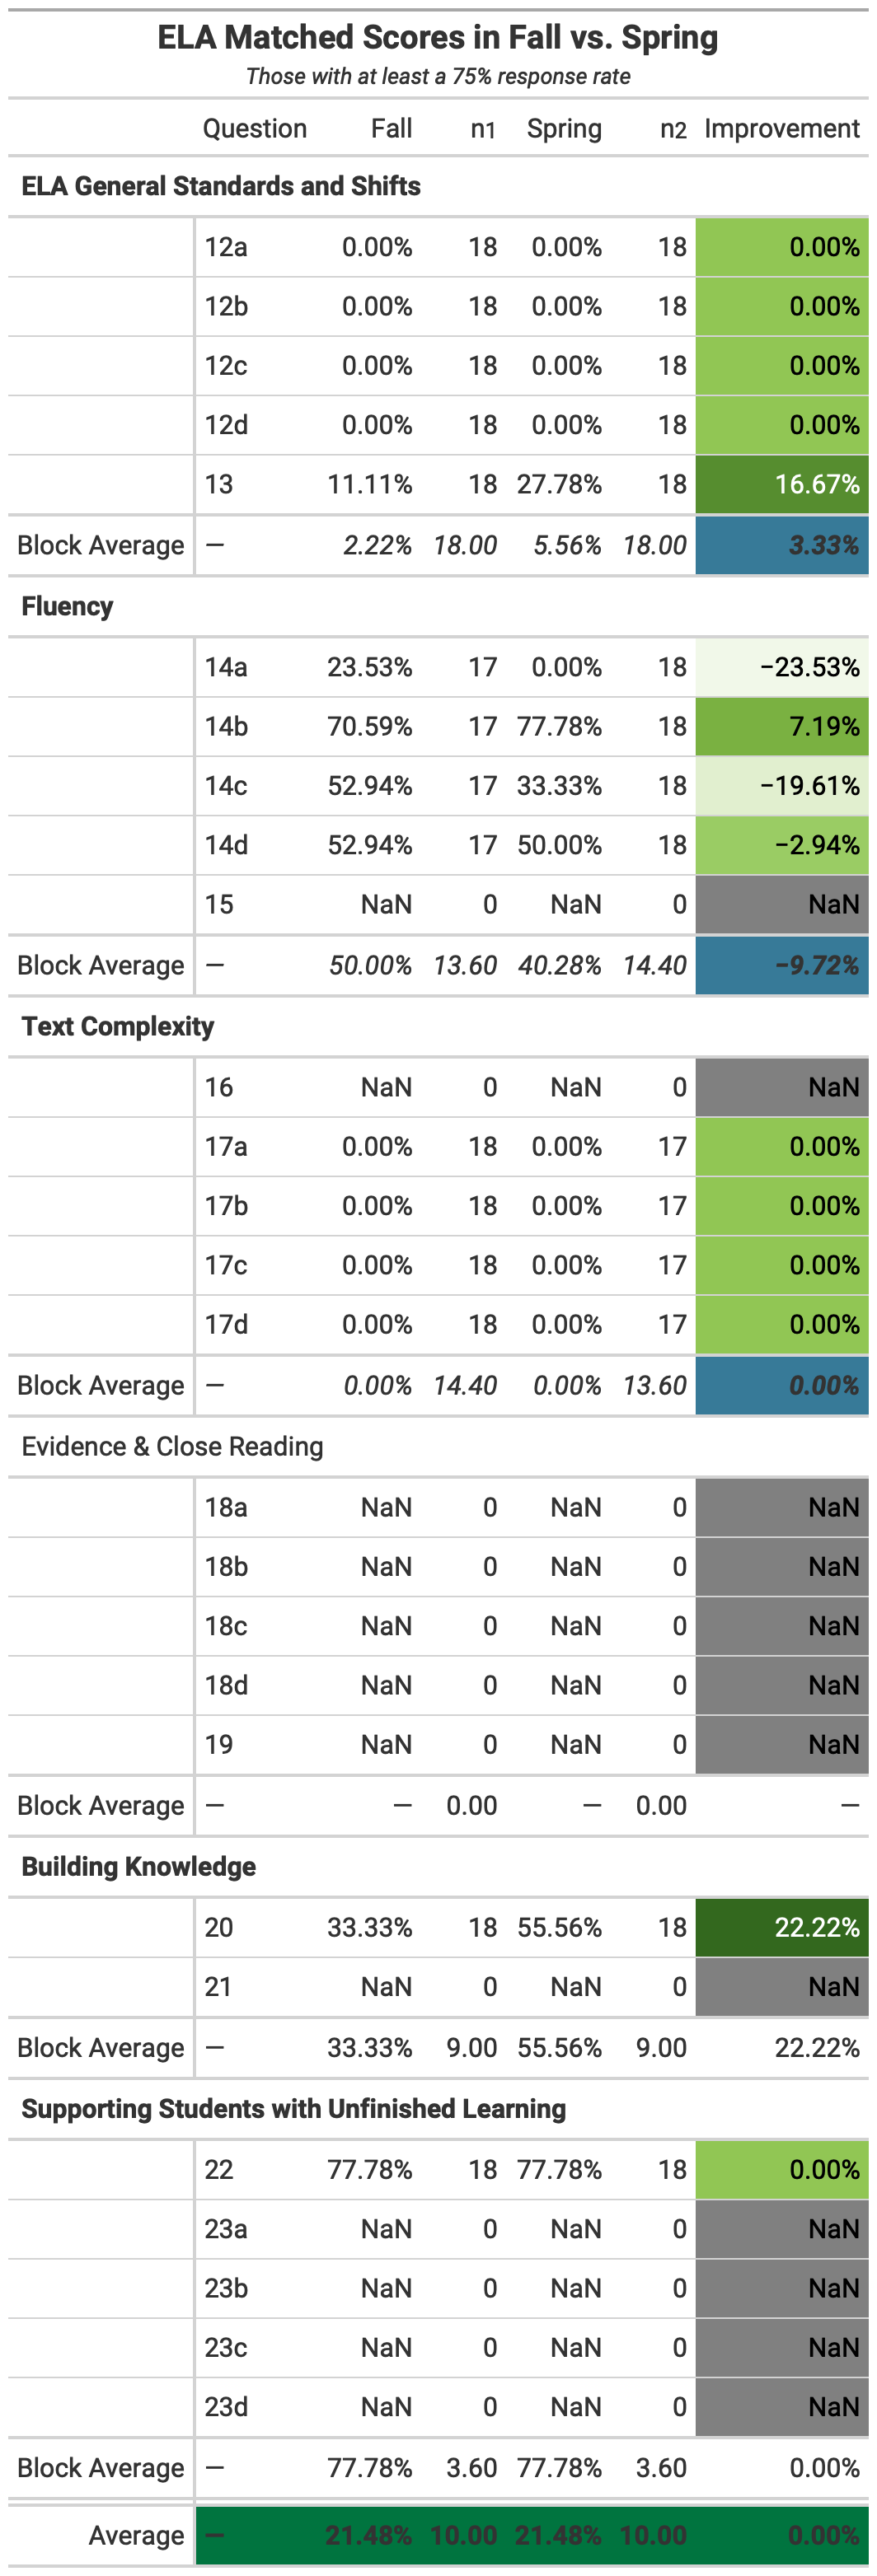 ELA Matched Scores in Fall vs. Spring
Those with at least a 75% response rate
Question Fall n1 Spring n2 Improvement
ELA General Standards and Shifts
12a 0.00% 18 0.00% 18 0.00%
12b 0.00% 18 0.00% 18 0.00%
12c 0.00% 18 0.00% 18 0.00%
12d 0.00% 18 0.00% 18 0.00%
13 11.11% 18 27.78% 18 16.67%
Block Average — 2.22% 18.00 5.56% 18.00 3.33%
Fluency
14a 23.53% 17 0.00% 18 −23.53%
14b 70.59% 17 77.78% 18 7.19%
14c 52.94% 17 33.33% 18 −19.61%
14d 52.94% 17 50.00% 18 −2.94%
15 NaN 0 NaN 0 NaN
Block Average — 50.00% 13.60 40.28% 14.40 −9.72%
Text Complexity
16 NaN 0 NaN 0 NaN
17a 0.00% 18 0.00% 17 0.00%
17b 0.00% 18 0.00% 17 0.00%
17c 0.00% 18 0.00% 17 0.00%
17d 0.00% 18 0.00% 17 0.00%
Block Average — 0.00% 14.40 0.00% 13.60 0.00%
Evidence & Close Reading
18a NaN 0 NaN 0 NaN
18b NaN 0 NaN 0 NaN
18c NaN 0 NaN 0 NaN
18d NaN 0 NaN 0 NaN
19 NaN 0 NaN 0 NaN
Block Average — — 0.00 — 0.00 —
Building Knowledge
20 33.33% 18 55.56% 18 22.22%
21 NaN 0 NaN 0 NaN
Block Average — 33.33% 9.00 55.56% 9.00 22.22%
Supporting Students with Unfinished Learning
22 77.78% 18 77.78% 18 0.00%
23a NaN 0 NaN 0 NaN
23b NaN 0 NaN 0 NaN
23c NaN 0 NaN 0 NaN
23d NaN 0 NaN 0 NaN
Block Average — 77.78% 3.60 77.78% 3.60 0.00%
Average — 21.48% 10.00 21.48% 10.00 0.00%